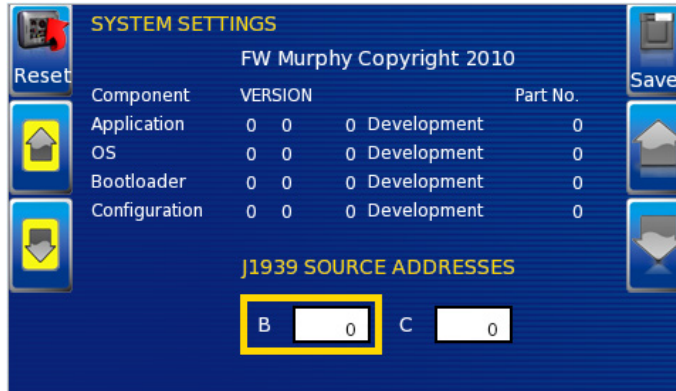 SYSTEM SETTINGS
FW Murphy Copyright 2010
Reset
Save
Component VERSION Part No.
Application 0 0 0 Development 0
OS 0 0 0 Development 0
Bootloader 0 0 0 Development 0
Configuration 0 0 0 Development 0
J1939 SOURCE ADDRESSES
B 0 C 0